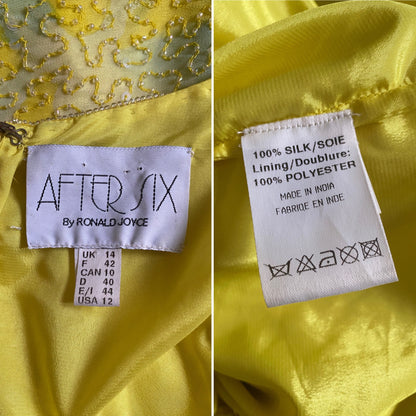 AFTER SIX
By RONALD JOYCE
UK 14
F 42
CAN 10
D 40
E/I 44
USA 12
100% SILK/SOIE
Lining/Doublure:
100% POLYESTER
MADE IN INDIA
FABRIQE EN INDE